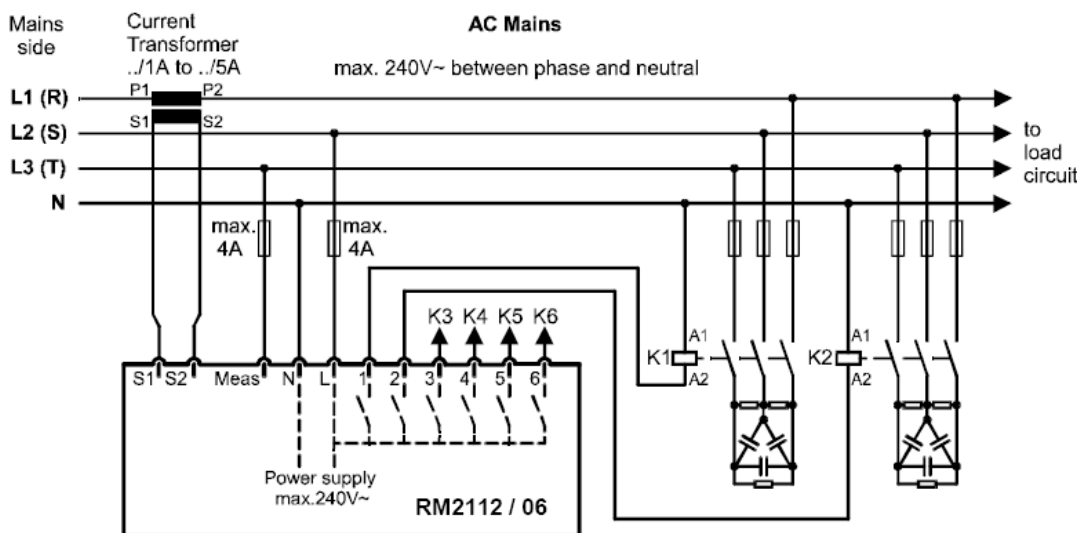 Mains
side
Current
Transformer
../1A to ../5A
AC Mains
max. 240V~ between phase and neutral
L1 (R)
P1
P2
L2 (S)
S1
S2
L3 (T)
N
to
load
circuit
max.
4A
max.
4A
K3 K4 K5 K6
K1
A1
A2
K2
A1
A2
S1 S2 Meas N L 1 2 3 4 5 6
Power supply
max.240V~
RM2112 / 06